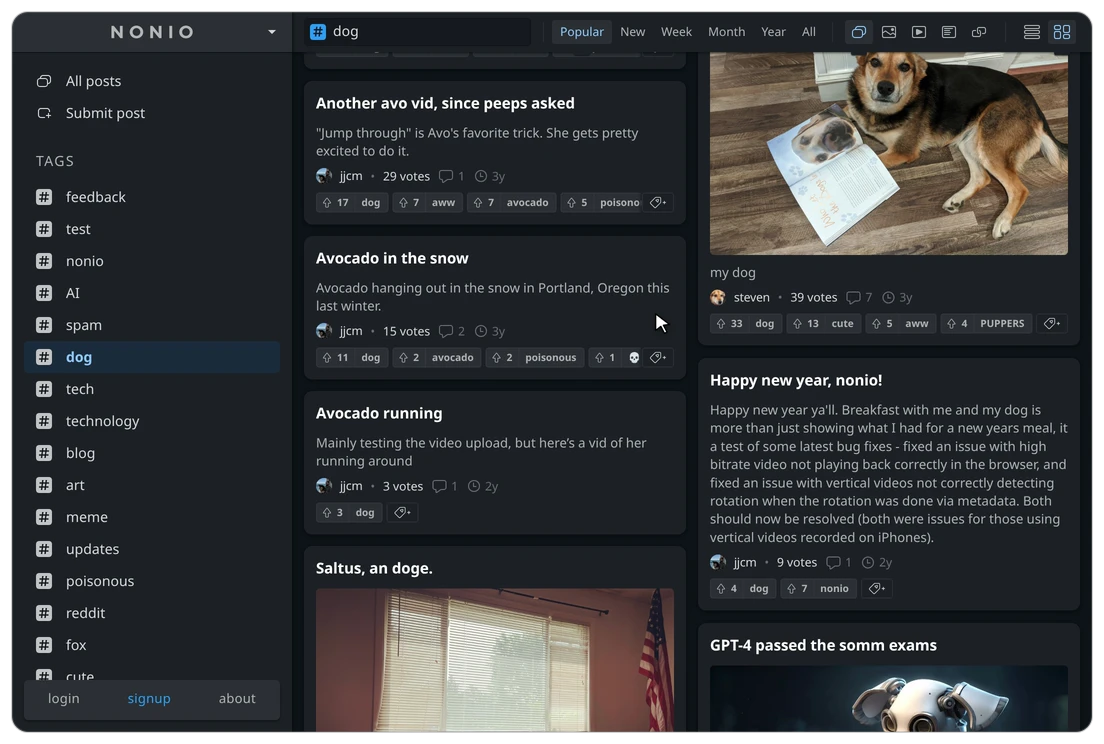 NONIO
# dog
Popular New Week Month Year All
All posts
Submit post
TAGS
# feedback
# test
# nonio
# AI
# spam
# dog
# tech
# technology
# blog
# art
# meme
# updates
# poisonous
# reddit
# fox
# cute
login signup about
Another avo vid, since peeps asked
"Jump through" is Avo's favorite trick. She gets pretty
excited to do it.
jjcm • 29 votes 1 3y
17 dog 7 aww 7 avocado 5 poisono
Avocado in the snow
Avocado hanging out in the snow in Portland, Oregon this
last winter.
jjcm • 15 votes 2 3y
11 dog 2 avocado 2 poisonous 1 💀
Avocado running
Mainly testing the video upload, but here's a vid of her
running around
jjcm • 3 votes 1 2y
3 dog
Saltus, an doge.
my dog
steven • 39 votes 7 3y
33 dog 13 cute 5 aww 4 PUPPERS
Happy new year, nonio!
Happy new year ya'll. Breakfast with me and my dog is
more than just showing what I had for a new years meal, it
a test of some latest bug fixes - fixed an issue with high
bitrate video not playing back correctly in the browser, and
fixed an issue with vertical videos not correctly detecting
rotation when the rotation was done via metadata. Both
should now be resolved (both were issues for those using
vertical videos recorded on iPhones).
jjcm • 9 votes 1 2y
4 dog 7 nonio
GPT-4 passed the somm exams